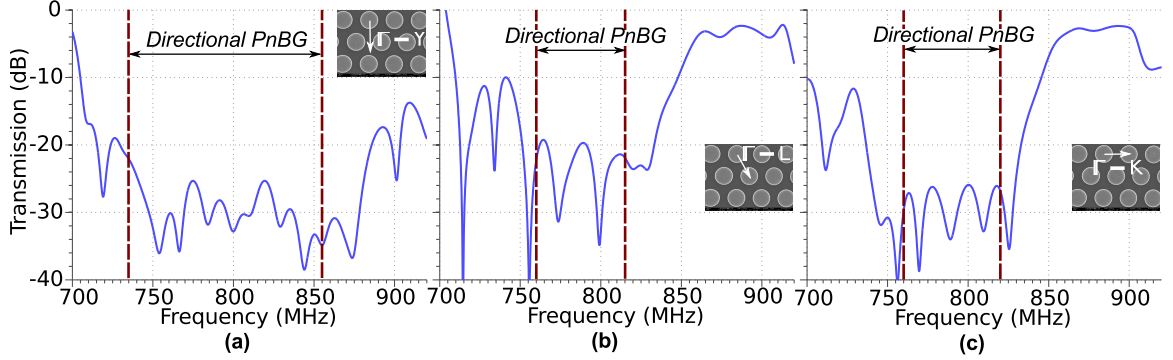 Transmission (dB)
0
-10
-20
-30
-40
Directional PnBG
Γ − Y
700 750 800 850 900
Frequency (MHz)
(a)
Directional PnBG
Γ − L
700 750 800 850 900
Frequency (MHz)
(b)
Directional PnBG
Γ − K
700 750 800 850 900
Frequency (MHz)
(c)